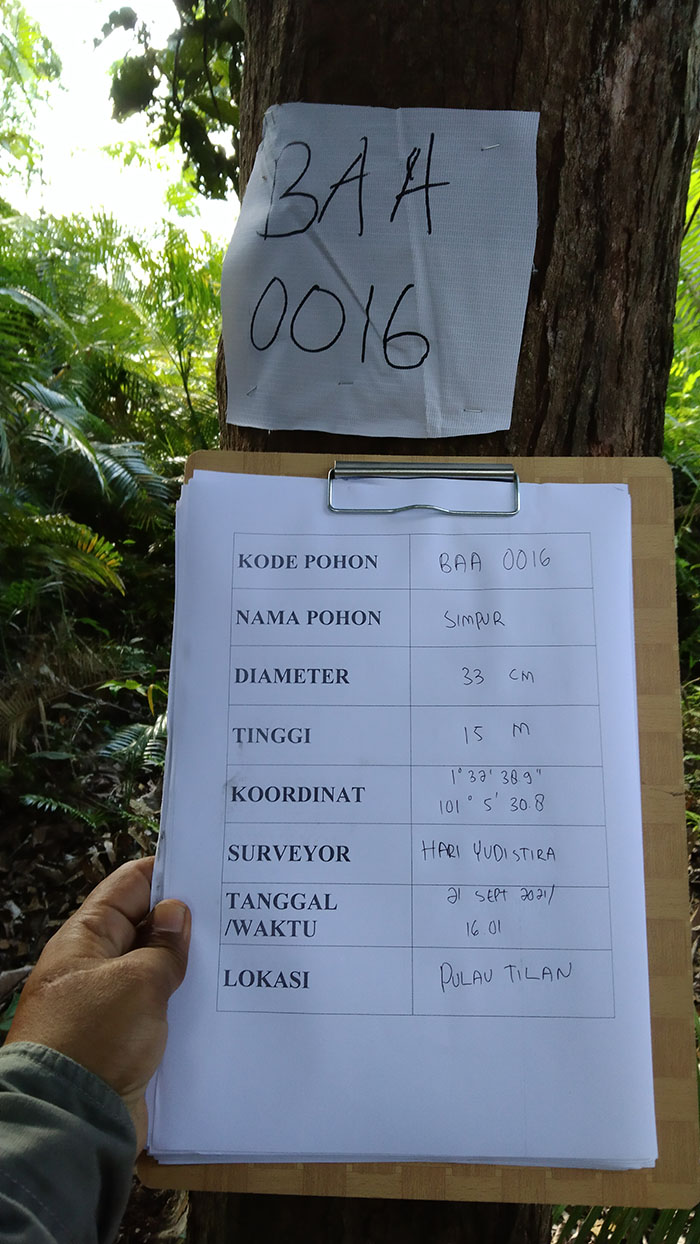 BAA
0016
KODE POHON BAA 0016
NAMA POHON SIMPUR
DIAMETER 33 CM
TINGGI 15 M
KOORDINAT 1° 37' 38.9"
101° 5' 30.8
SURVEYOR HARI YUDISTIRA
TANGGAL 21 SEPT 2021/
/WAKTU 16.01
LOKASI PULAU TILAN